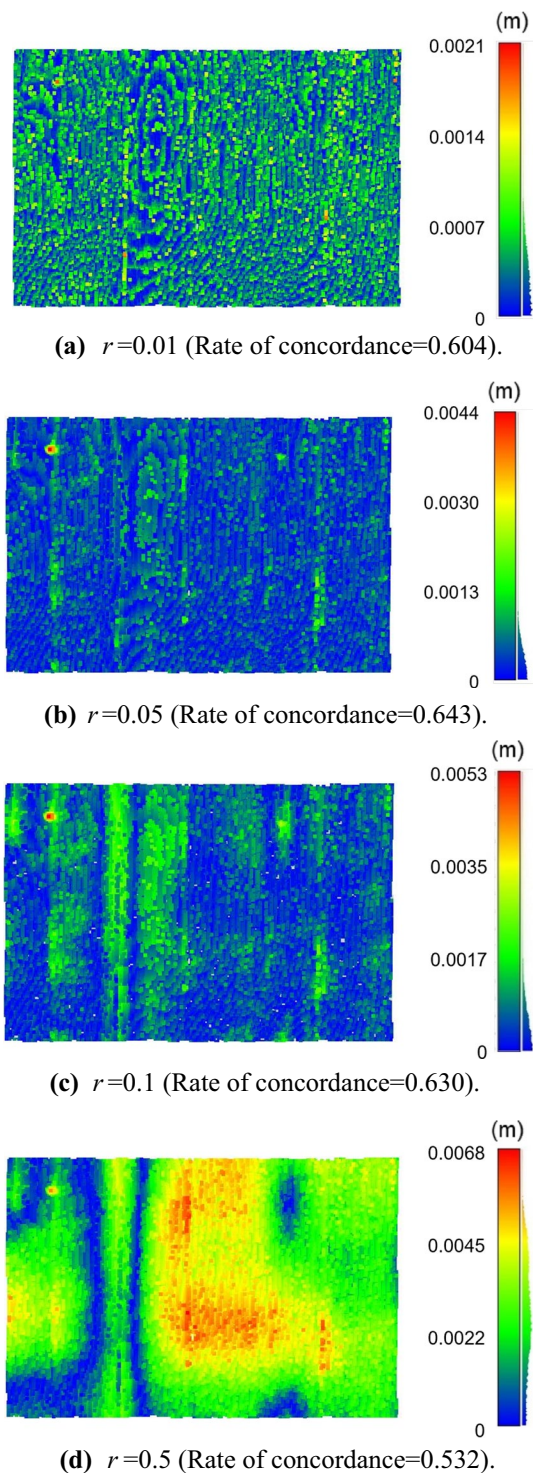 (m)
0.0021
0.0014
0.0007
0
(a) r=0.01 (Rate of concordance=0.604).
(m)
0.0044
0.0030
0.0013
0
(b) r=0.05 (Rate of concordance=0.643).
(m)
0.0053
0.0035
0.0017
0
(c) r=0.1 (Rate of concordance=0.630).
(m)
0.0068
0.0045
0.0022
0
(d) r=0.5 (Rate of concordance=0.532).